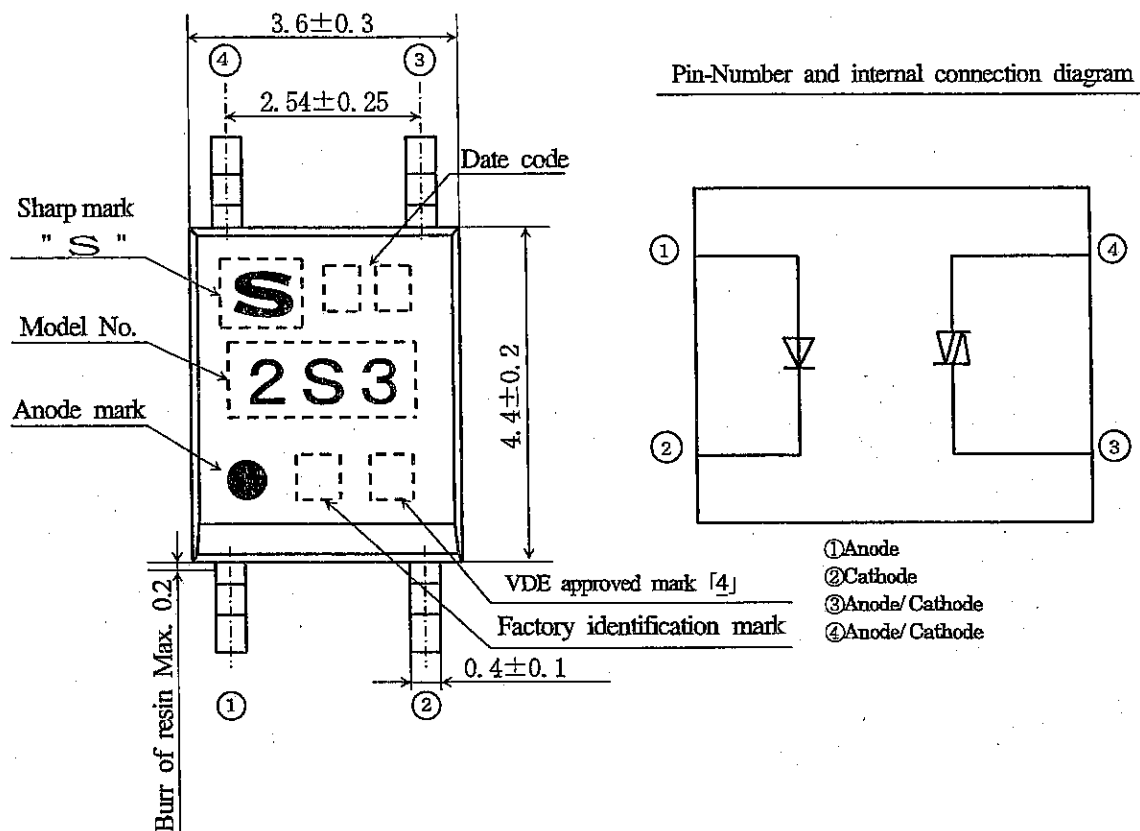 3.6±0.3
④ ③
Pin-Number and internal connection diagram
2.54±0.25
Date code
Sharp mark
" S "
S
Model No.
2S3
4.4±0.2
Anode mark
① ④
② ③
①Anode
②Cathode
③Anode/Cathode
④Anode/Cathode
VDE approved mark ｢4｣
Factory identification mark
0.4±0.1
① ②
Burr of resin Max. 0.2